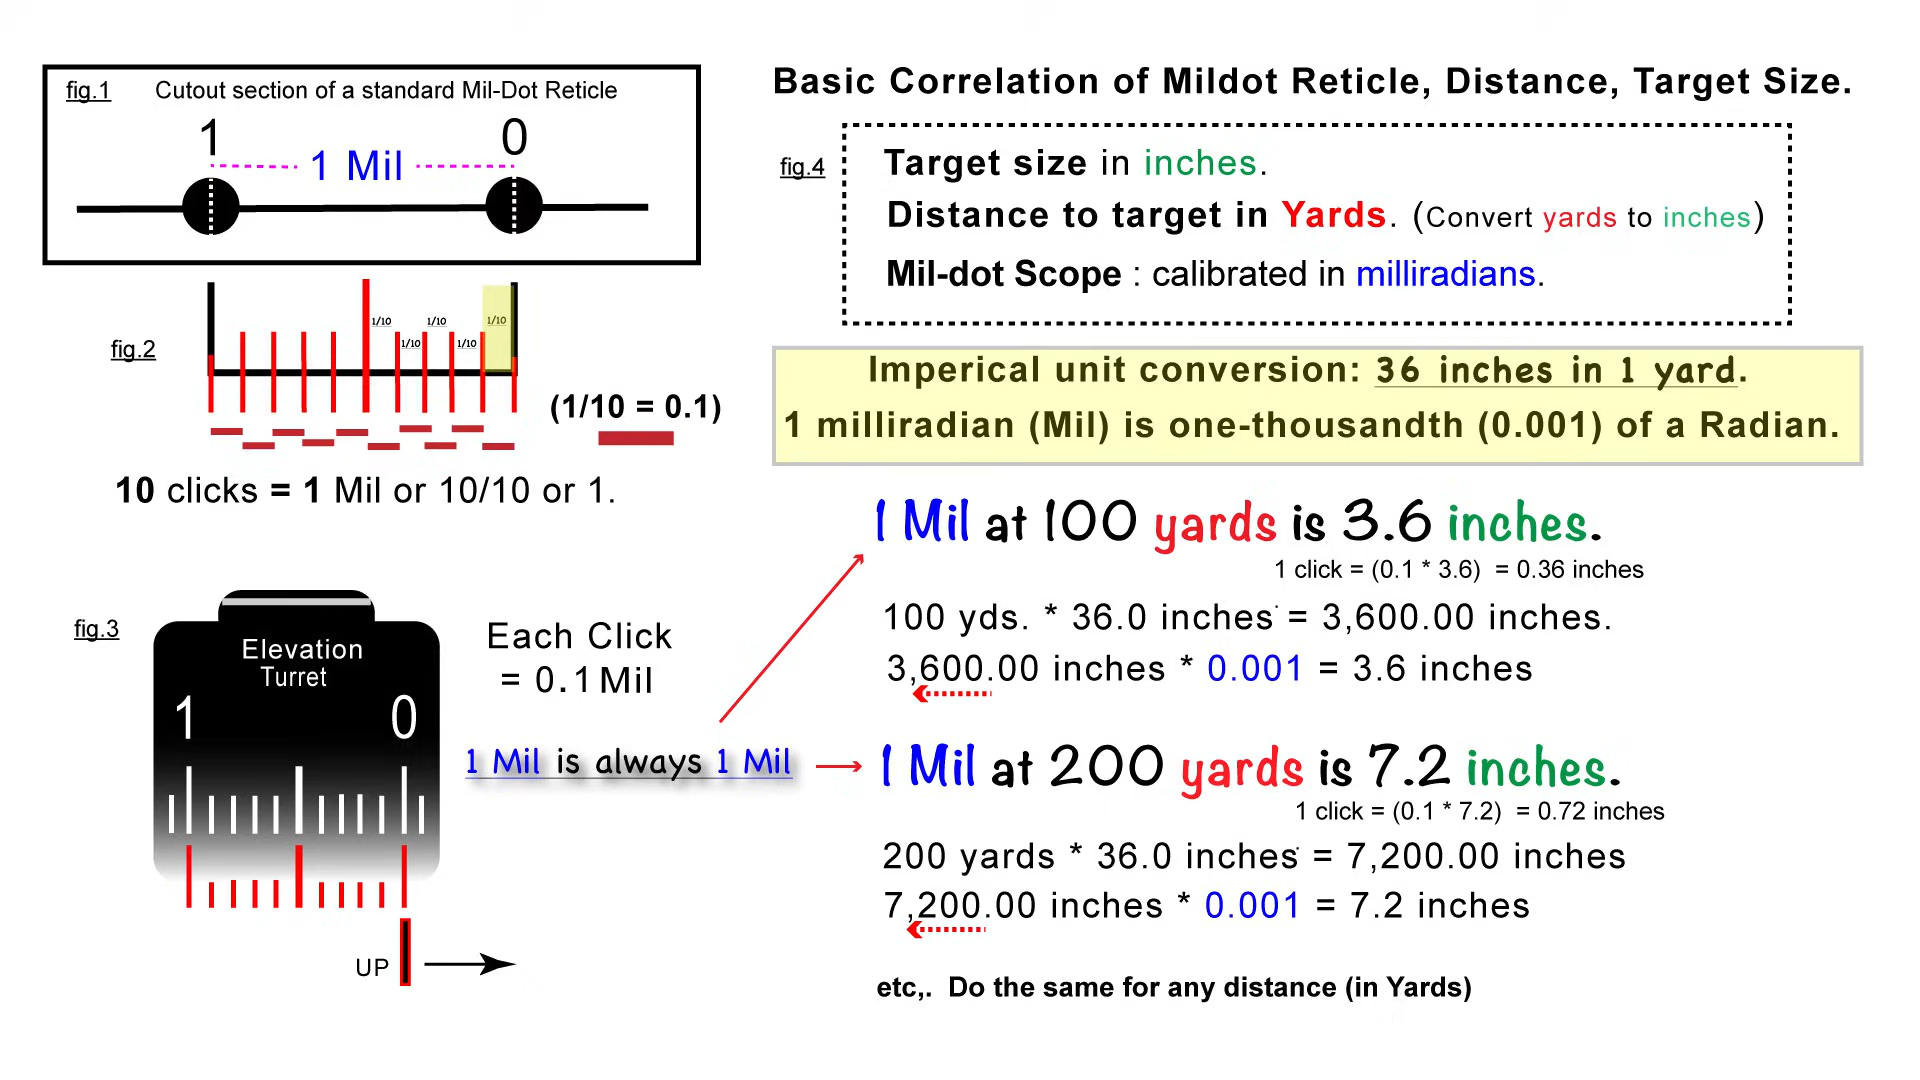 fig.1 Cutout section of a standard Mil-Dot Reticle
1 0
1 Mil
fig.2
1/10 1/10 1/10
1/10 1/10
(1/10 = 0.1)
10 clicks = 1 Mil or 10/10 or 1.
fig.3
Elevation
Turret
1 0
Each Click
= 0.1 Mil
1 Mil is always 1 Mil
UP
Basic Correlation of Mildot Reticle, Distance, Target Size.
fig.4
Target size in inches.
Distance to target in Yards. (Convert yards to inches)
Mil-dot Scope : calibrated in milliradians.
Imperical unit conversion: 36 inches in 1 yard.
1 milliradian (Mil) is one-thousandth (0.001) of a Radian.
1 Mil at 100 yards is 3.6 inches.
1 click = (0.1 * 3.6) = 0.36 inches
100 yds. * 36.0 inches = 3,600.00 inches.
3,600.00 inches * 0.001 = 3.6 inches
1 Mil at 200 yards is 7.2 inches.
1 click = (0.1 * 7.2) = 0.72 inches
200 yards * 36.0 inches = 7,200.00 inches
7,200.00 inches * 0.001 = 7.2 inches
etc,. Do the same for any distance (in Yards)